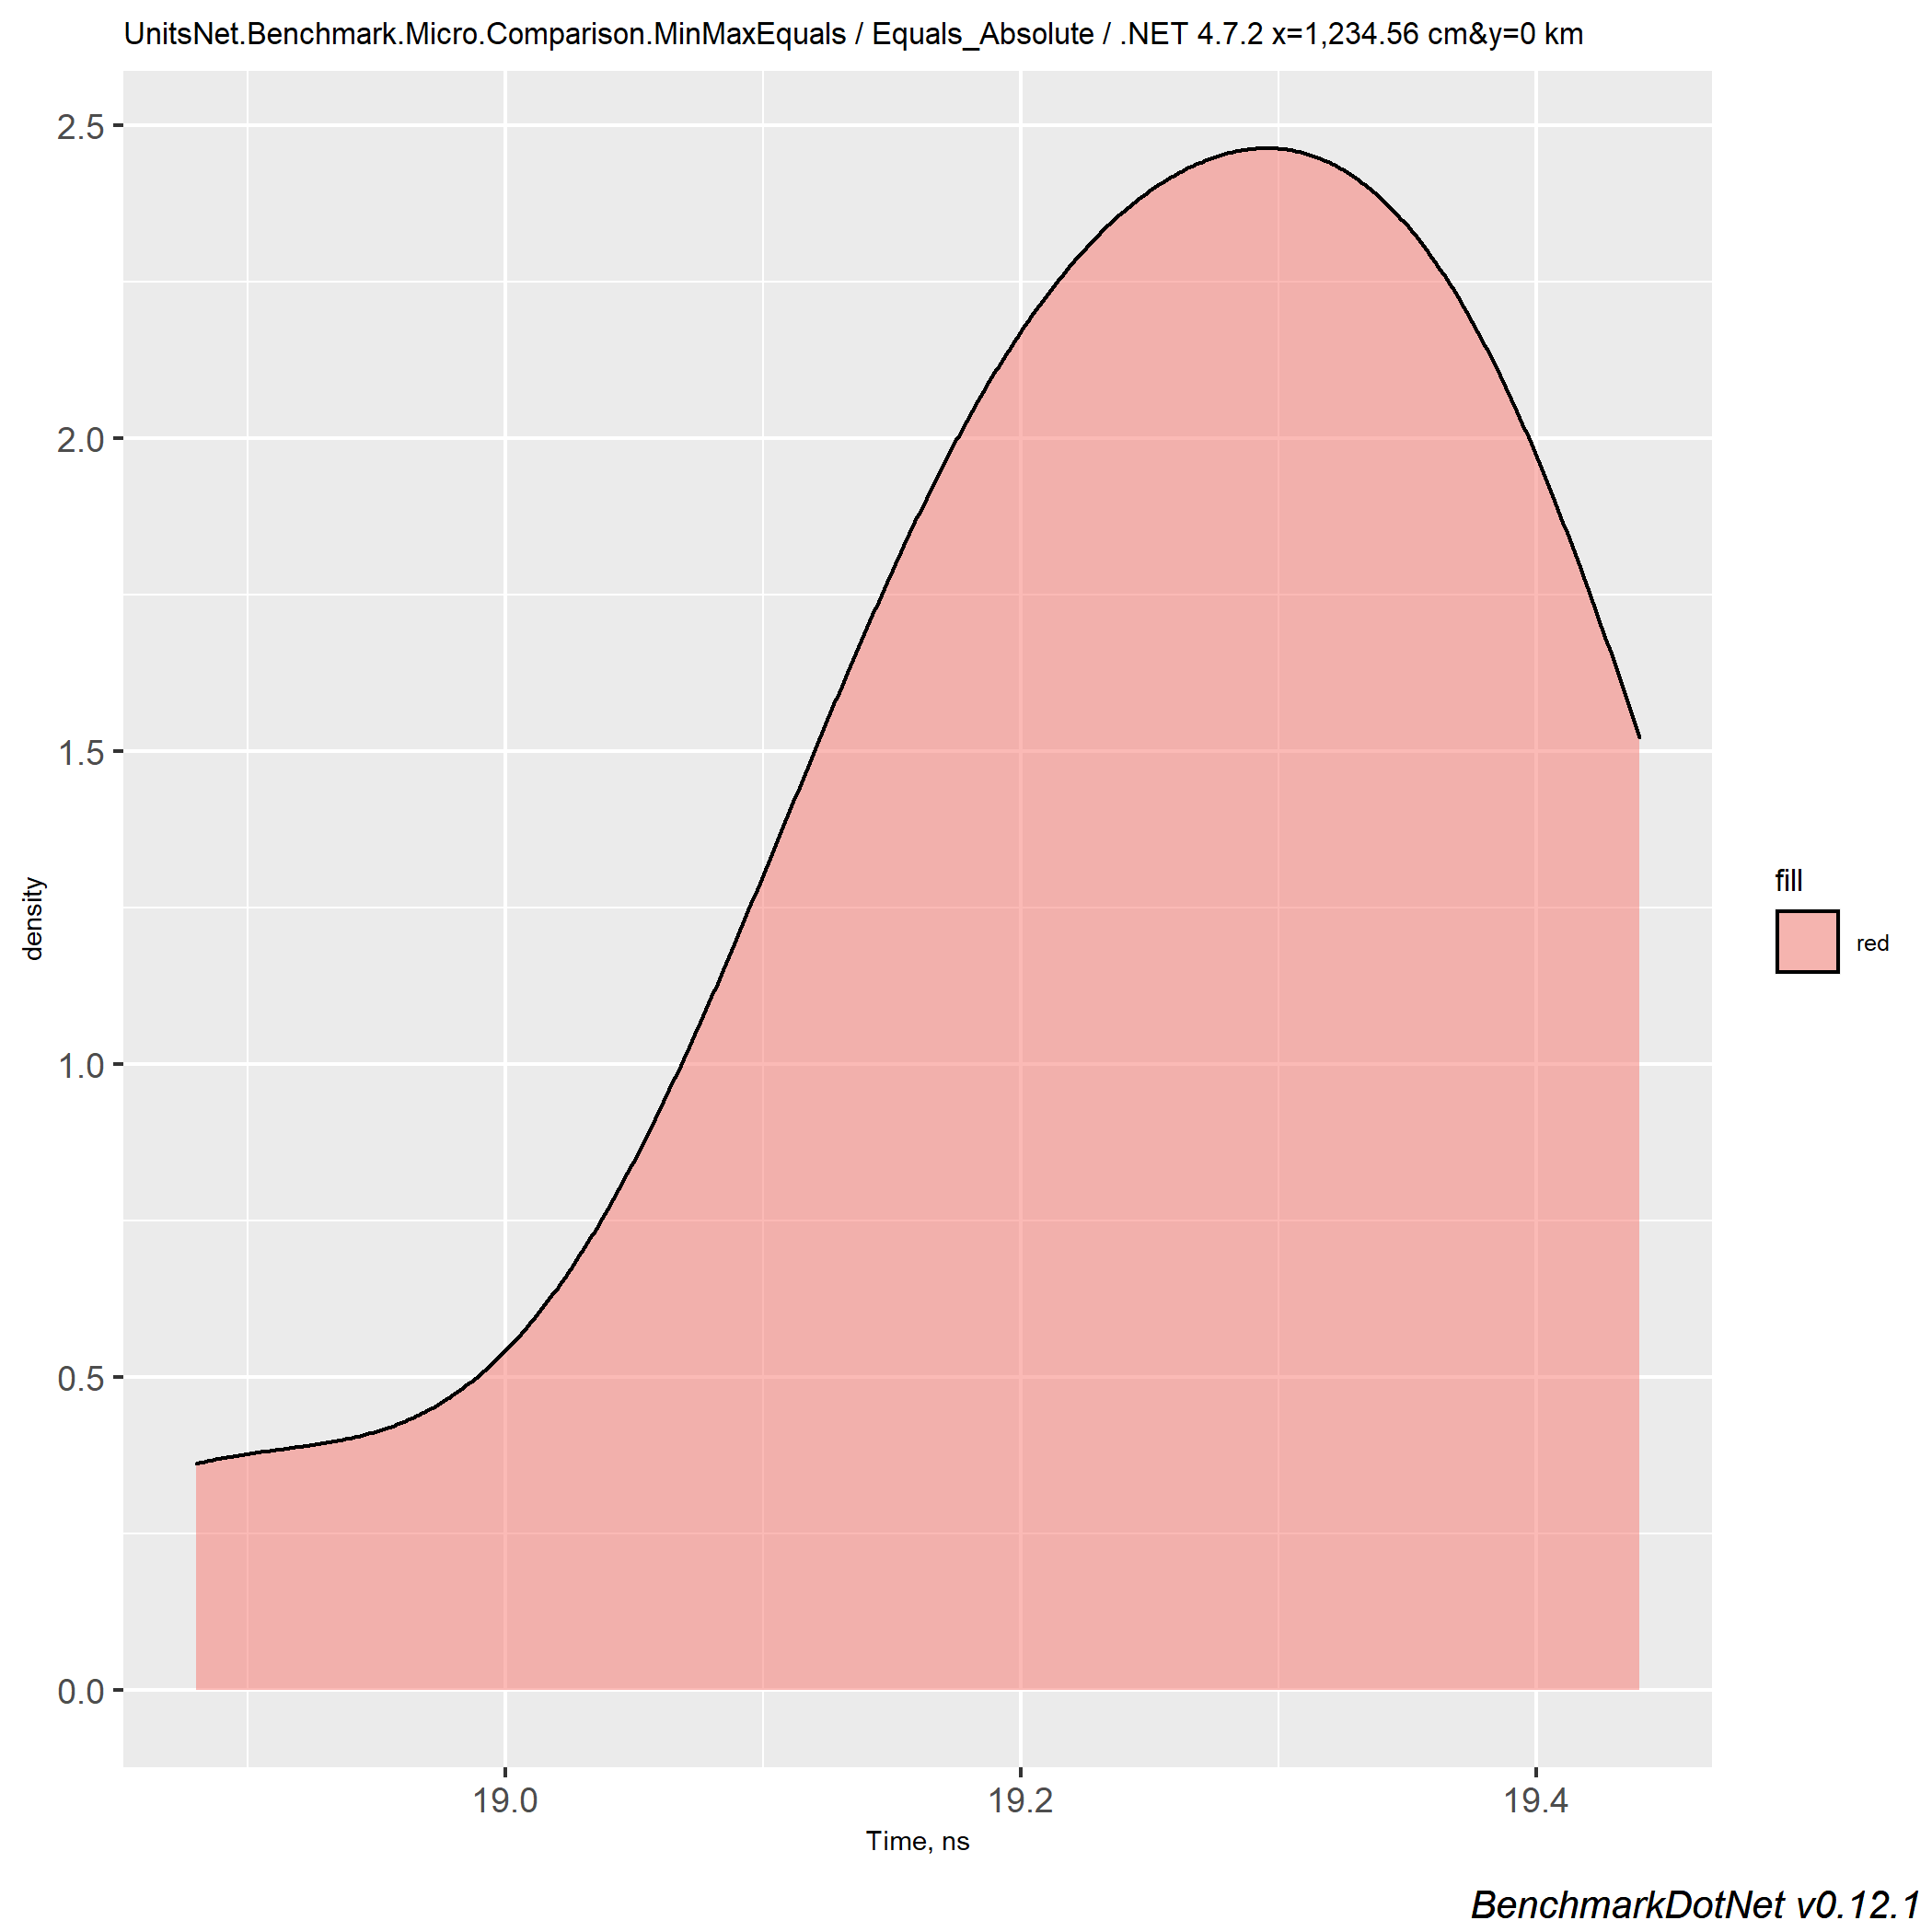 UnitsNet.Benchmark.Micro.Comparison.MinMaxEquals / Equals_Absolute / .NET 4.7.2 x=1,234.56 cm&y=0 km
2.5
2.0
1.5
1.0
0.5
0.0
density
19.0 19.2 19.4
Time, ns
fill
red
BenchmarkDotNet v0.12.1